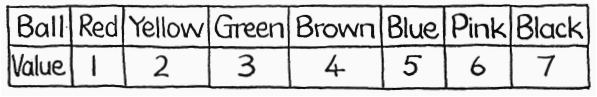 Ball Red Yellow Green Brown Blue Pink Black
Value 1 2 3 4 5 6 7